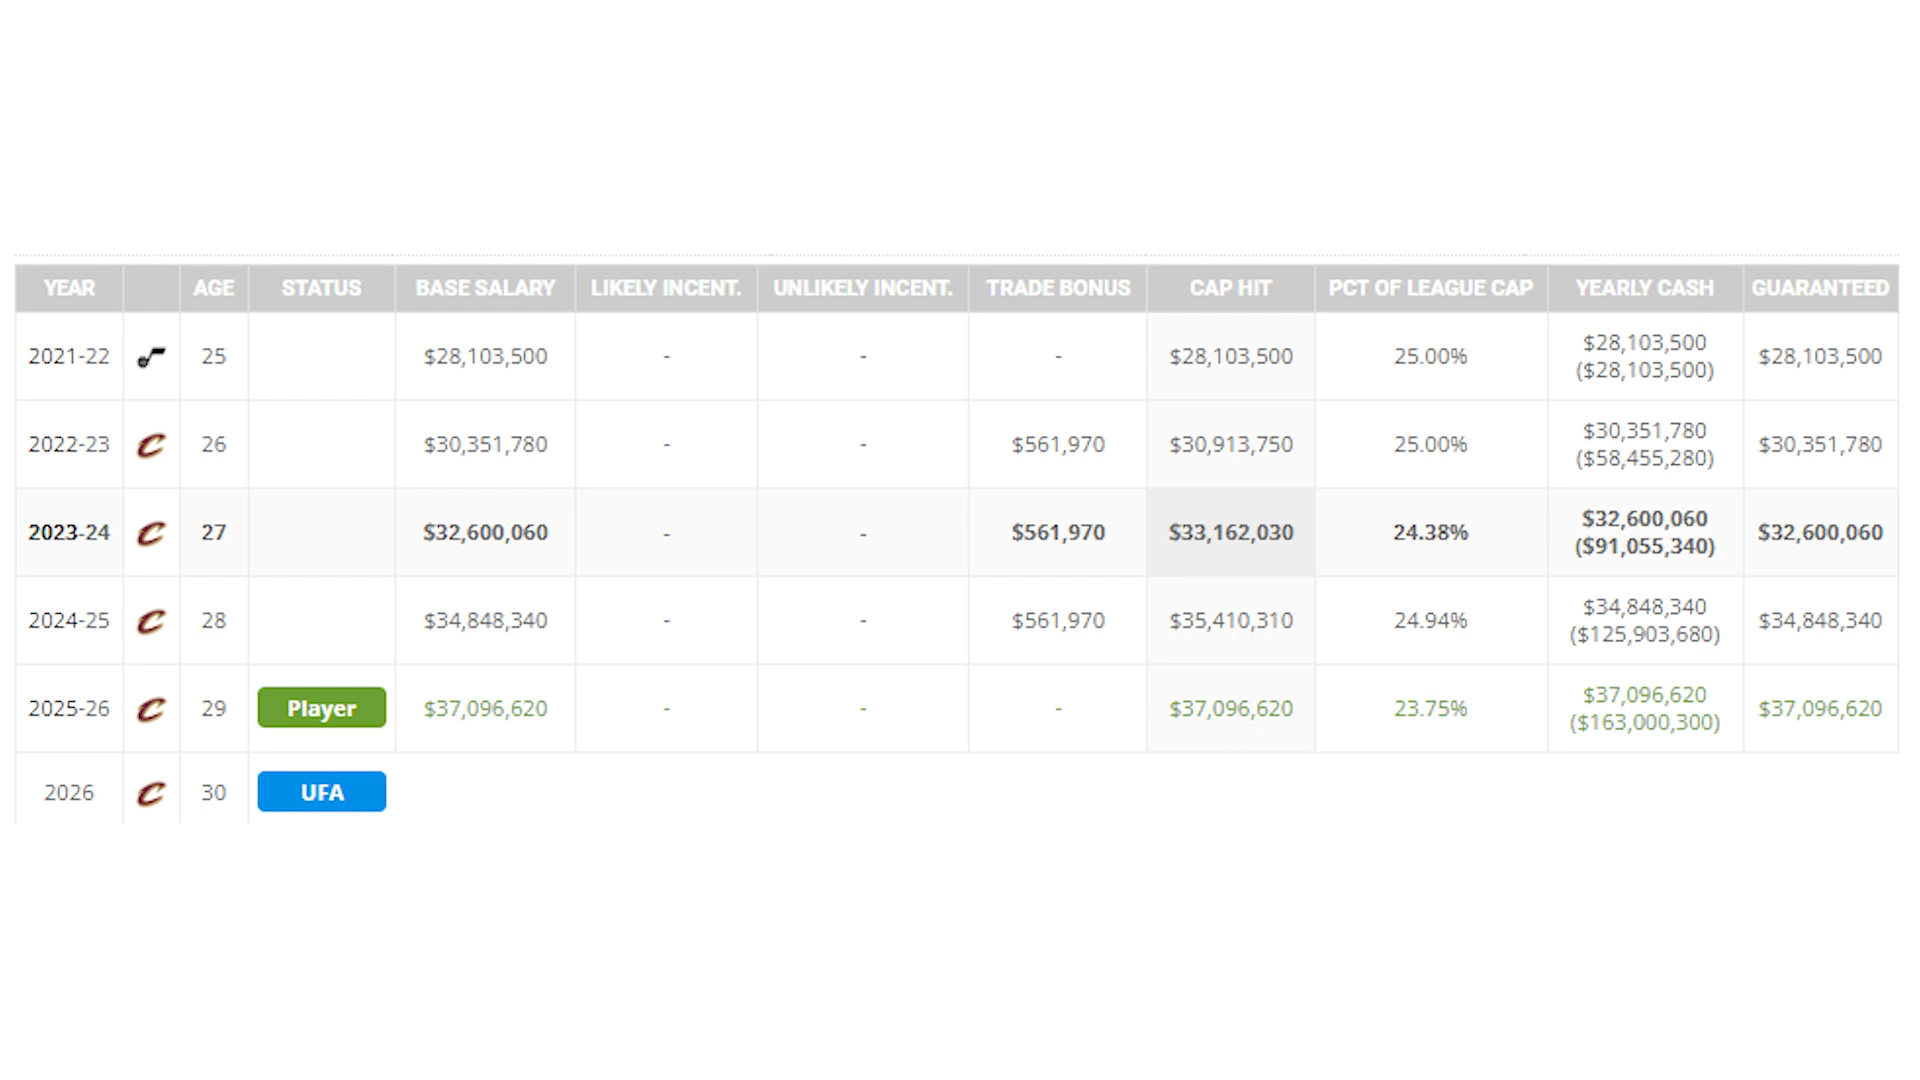 YEAR AGE STATUS BASE SALARY LIKELY INCENT. UNLIKELY INCENT. TRADE BONUS CAP HIT PCT OF LEAGUE CAP YEARLY CASH GUARANTEED
2021-22 25 $28,103,500 - - - $28,103,500 25.00% $28,103,500 ($28,103,500) $28,103,500
2022-23 C 26 $30,351,780 - - $561,970 $30,913,750 25.00% $30,351,780 ($58,455,280) $30,351,780
2023-24 C 27 $32,600,060 - - $561,970 $33,162,030 24.38% $32,600,060 ($91,055,340) $32,600,060
2024-25 C 28 $34,848,340 - - $561,970 $35,410,310 24.94% $34,848,340 ($125,903,680) $34,848,340
2025-26 C 29 Player $37,096,620 - - - $37,096,620 23.75% $37,096,620 ($163,000,300) $37,096,620
2026 C 30 UFA